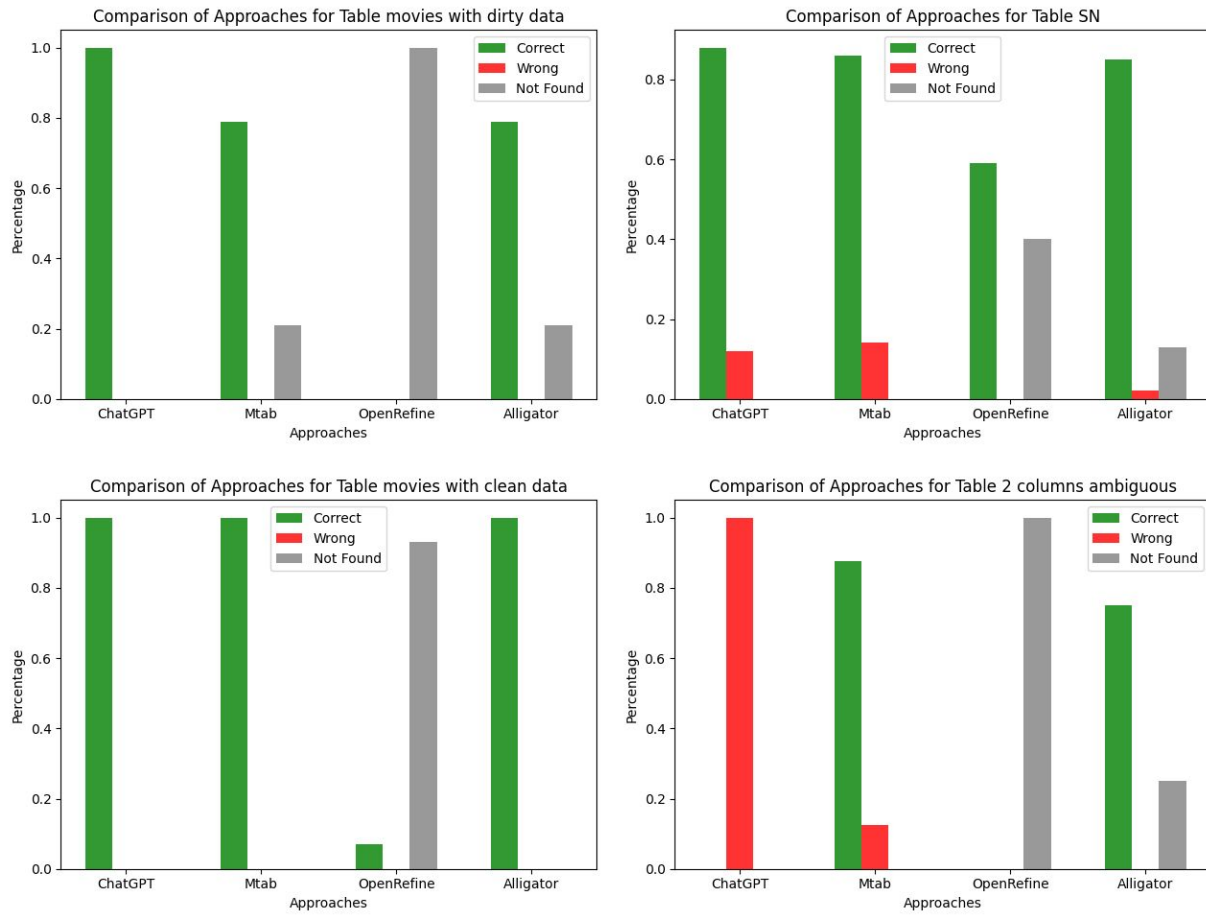 Comparison of Approaches for Table movies with dirty data
1.0
0.8
0.6
0.4
0.2
0.0
Percentage
Correct
Wrong
Not Found
ChatGPT Mtab OpenRefine Alligator
Approaches
Comparison of Approaches for Table SN
0.8
0.6
0.4
0.2
0.0
Percentage
Correct
Wrong
Not Found
ChatGPT Mtab OpenRefine Alligator
Approaches
Comparison of Approaches for Table movies with clean data
1.0
0.8
0.6
0.4
0.2
0.0
Percentage
Correct
Wrong
Not Found
ChatGPT Mtab OpenRefine Alligator
Approaches
Comparison of Approaches for Table 2 columns ambiguous
1.0
0.8
0.6
0.4
0.2
0.0
Percentage
Correct
Wrong
Not Found
ChatGPT Mtab OpenRefine Alligator
Approaches